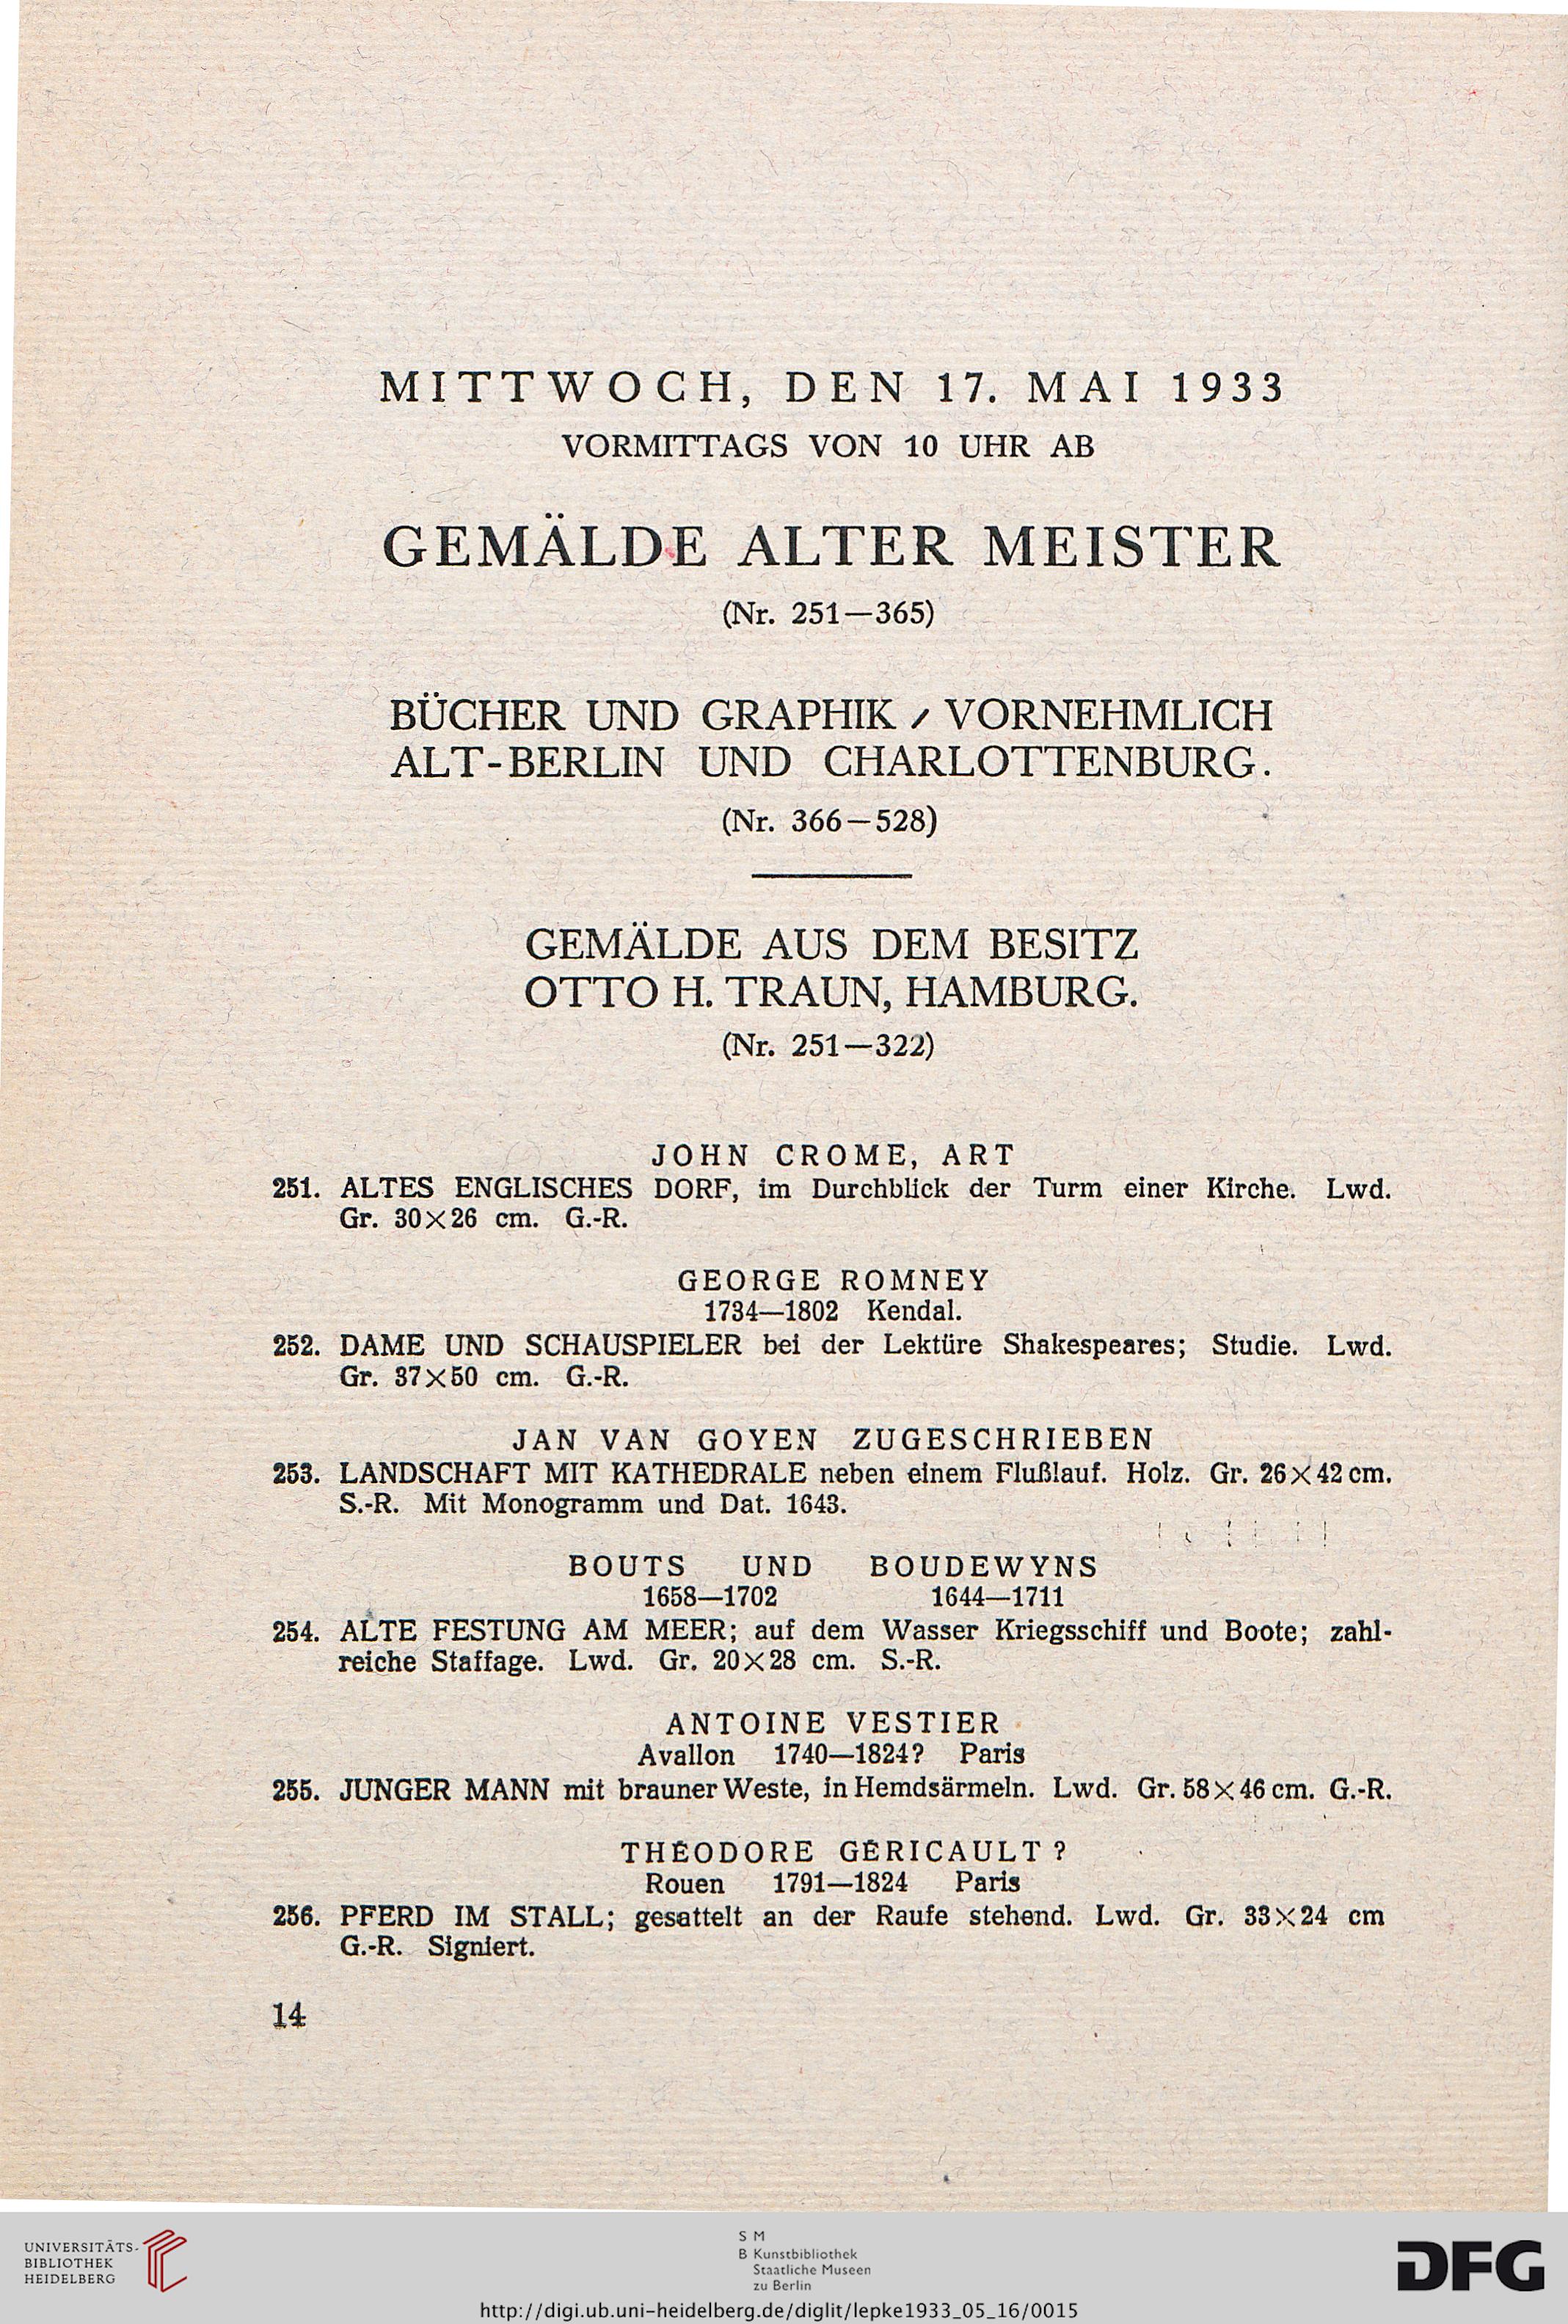 MITTWOCH, DEN 17. MAI 1933
VORMITTAGS VON 10 UHR AB
GEMÄLDE ALTER MEISTER
(Nr. 251—365)
BÜCHER UND GRAPHIK / VORNEHMLICH
ALT-BERLIN UND CHARLOTTENBURG.
(Nr. 366—528)
GEMÄLDE AUS DEM BESITZ
OTTO H. TRAUN, HAMBURG.
(Nr. 251—322)
JOHN CROME, ART
251. ALTES ENGLISCHES DORF, im Durchblick der Turm einer Kirche. Lwd.
Gr. 30×26 cm. G.-R.
GEORGE ROMNEY
1734—1802 Kendal.
252. DAME UND SCHAUSPIELER bei der Lektüre Shakespeares; Studie. Lwd.
Gr. 37×50 cm. G.-R.
JAN VAN GOYEN ZUGESCHRIEBEN
253. LANDSCHAFT MIT KATHEDRALE neben einem Flußlauf. Holz. Gr. 26×42 cm.
S.-R. Mit Monogramm und Dat. 1643.
BOUTS UND BOUDEWYNS
1658—1702 1644—1711
254. ALTE FESTUNG AM MEER; auf dem Wasser Kriegsschiff und Boote; zahl-
reiche Staffage. Lwd. Gr. 20×28 cm. S.-R.
ANTOINE VESTIER
Avallon 1740—1824? Paris
255. JUNGER MANN mit brauner Weste, in Hemdsärmeln. Lwd. Gr. 58×46 cm. G.-R.
THÉODORE GÉRICAULT?
Rouen 1791—1824 Paris
256. PFERD IM STALL; gesattelt an der Raufe stehend. Lwd. Gr. 33×24 cm
G.-R. Signiert.
14
UNIVERSITÄTS-
BIBLIOTHEK
HEIDELBERG
S M
B Kunstbibliothek
Staatliche Museen
zu Berlin
DFG
http://digi.ub.uni-heidelberg.de/diglit/lepke1933_05_16/0015